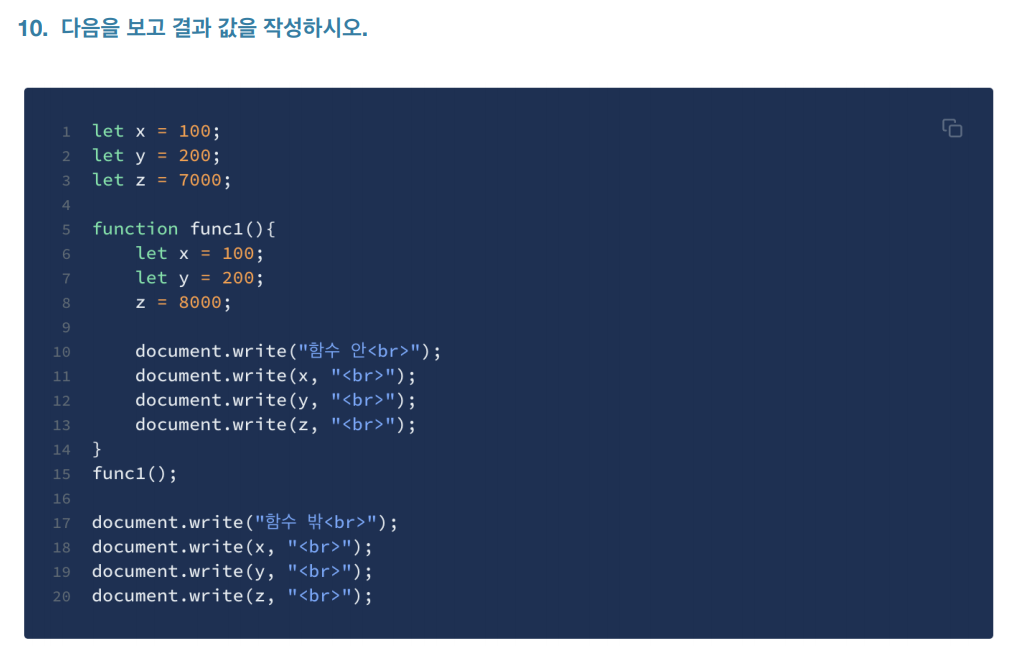 10. 다음을 보고 결과 값을 작성하시오.
1 let x = 100;
2 let y = 200;
3 let z = 7000;
4
5 function func1(){
6     let x = 100;
7     let y = 200;
8     z = 8000;
9
10     document.write("함수 안<br>");
11     document.write(x, "<br>");
12     document.write(y, "<br>");
13     document.write(z, "<br>");
14 }
15 func1();
16
17 document.write("함수 밖<br>");
18 document.write(x, "<br>");
19 document.write(y, "<br>");
20 document.write(z, "<br>");